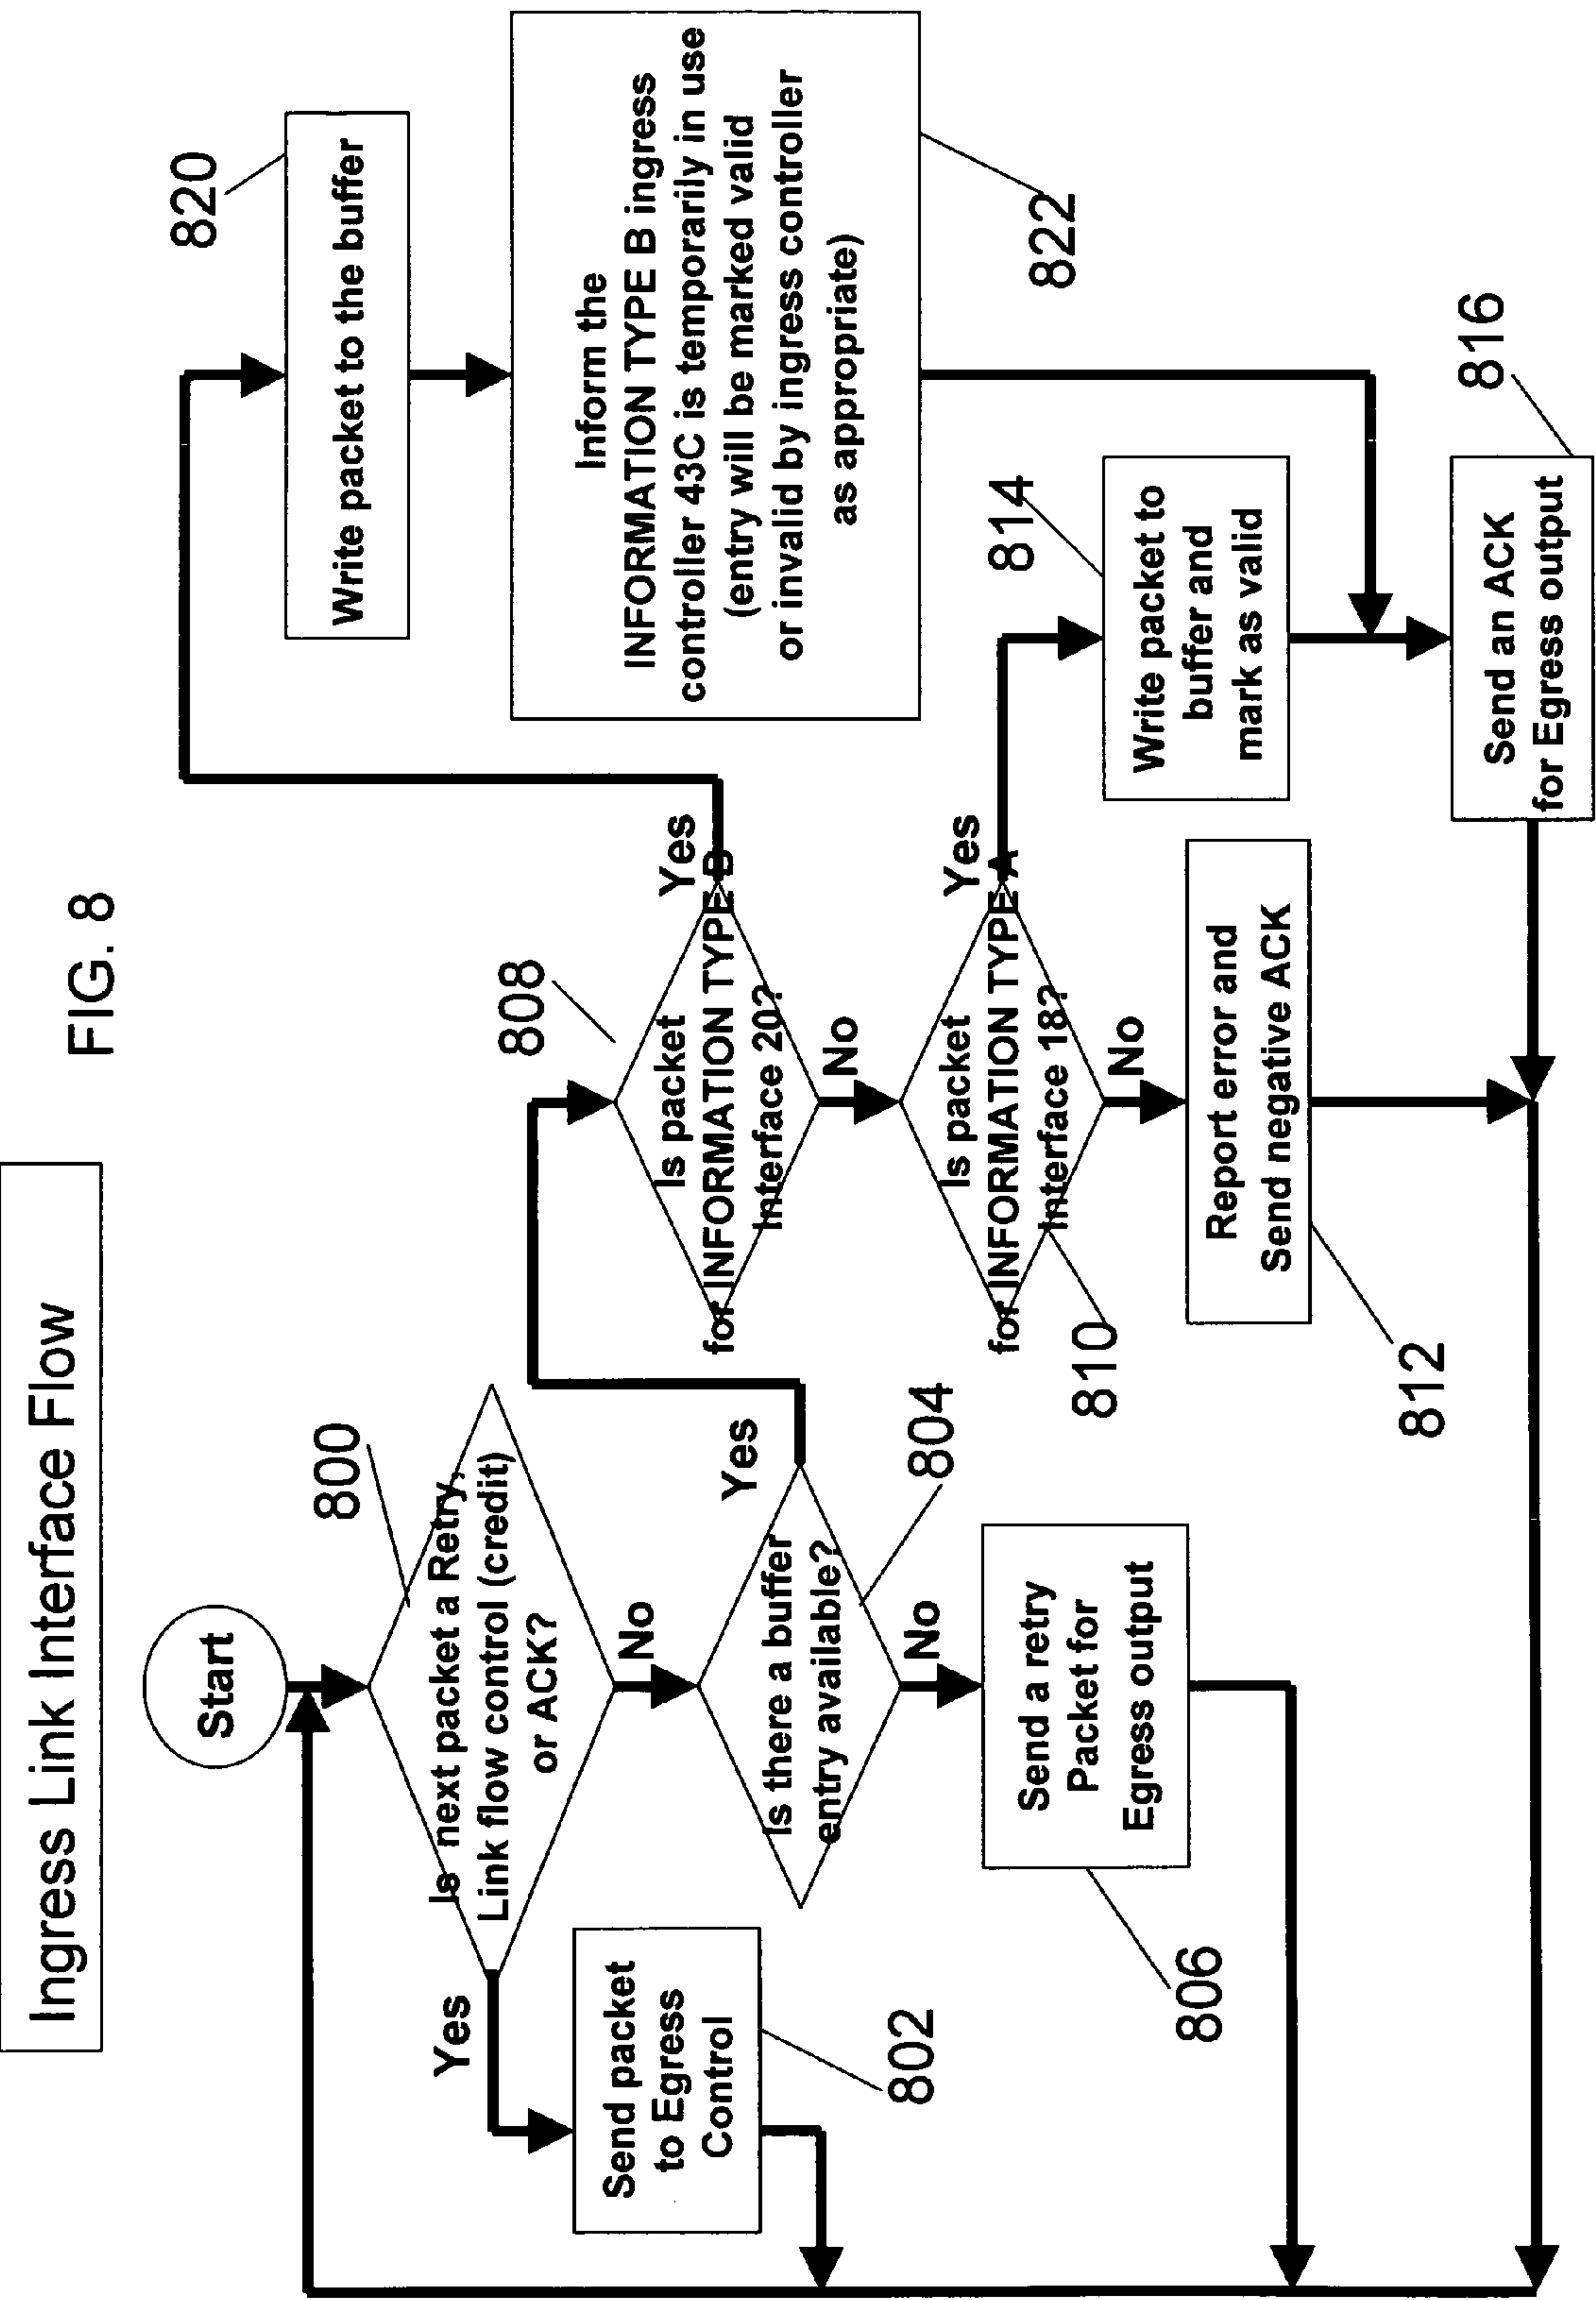 FIG. 8
Ingress Link Interface Flow
Start
800
Is next packet a Retry,
Link flow control (credit)
or ACK?
Yes
No
Send packet
to Egress
Control
802
Is there a buffer
entry available?
Yes
No
804
Send a retry
Packet for
Egress output
806
808
Is packet
for INFORMATION TYPE B
Interface 20?
Yes
No
Is packet
for INFORMATION TYPE A
Interface 18?
Yes
No
810
Report error and
Send negative ACK
812
820
Write packet to the buffer
Inform the
INFORMATION TYPE B ingress
controller 43C is temporarily in use
(entry will be marked valid
or invalid by ingress controller
as appropriate)
822
814
Write packet to
buffer and
mark as valid
816
Send an ACK
for Egress output